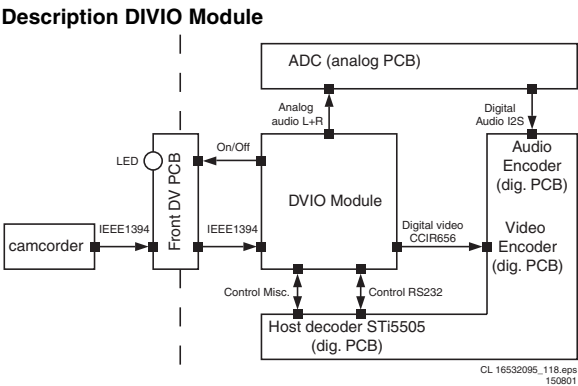 Description DIVIO Module
ADC (analog PCB)
Analog
audio L+R
Digital
Audio I2S
LED
On/Off
Front DV PCB
DVIO Module
Audio
Encoder
(dig. PCB)
camcorder
IEEE1394
IEEE1394
Digital video
CCIR656
Video
Encoder
(dig. PCB)
Control Misc.
Control RS232
Host decoder STi5505
(dig. PCB)
CL 16532095_118.eps
150801